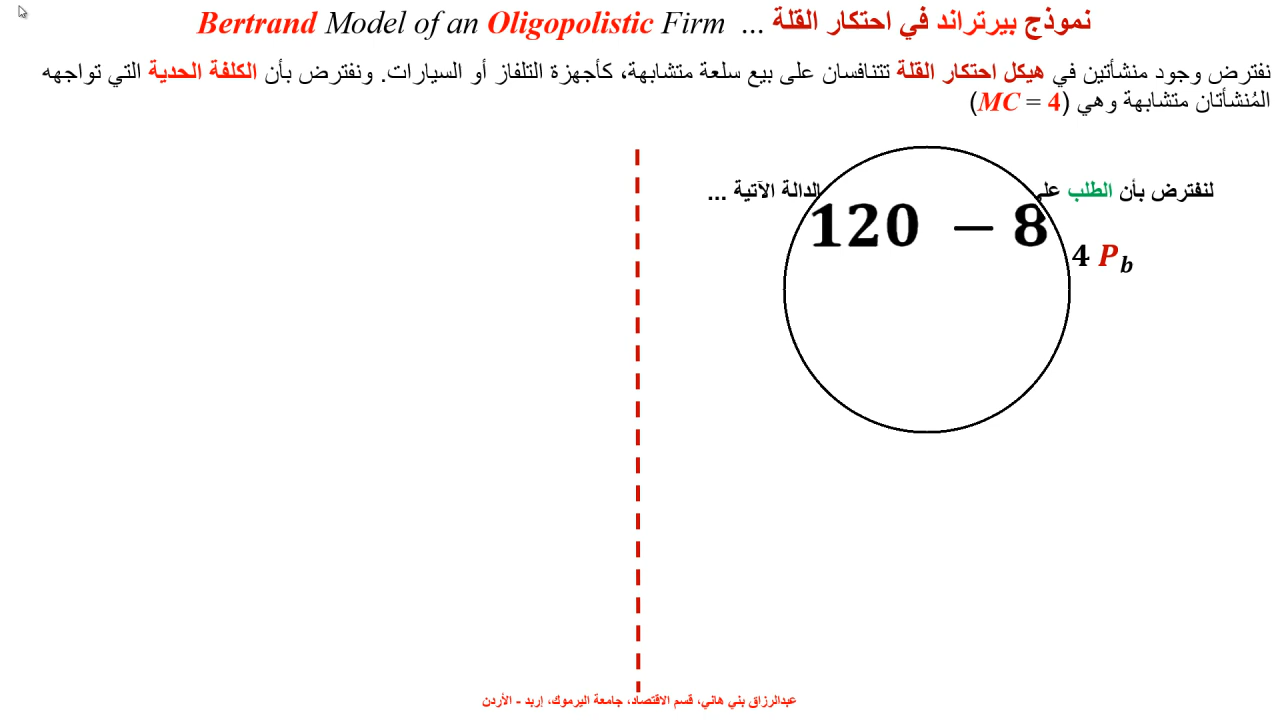 نموذج بيرتراند في احتكار القلة ... Bertrand Model of an Oligopolistic Firm
نفترض وجود منشأتين في هيكل احتكار القلة تتنافسان على بيع سلعة متشابهة، كأجهزة التلفاز أو السيارات. ونفترض بأن الكلفة الحدية التي تواجهه
المُنشأتان متشابهة وهي (MC = 4)
لنفترض بأن الطلب الدالة الآتية ...
120 − 8
4 P_b
عبدالرزاق بني هاني، قسم الاقتصاد، جامعة اليرموك، إربد - الأردن